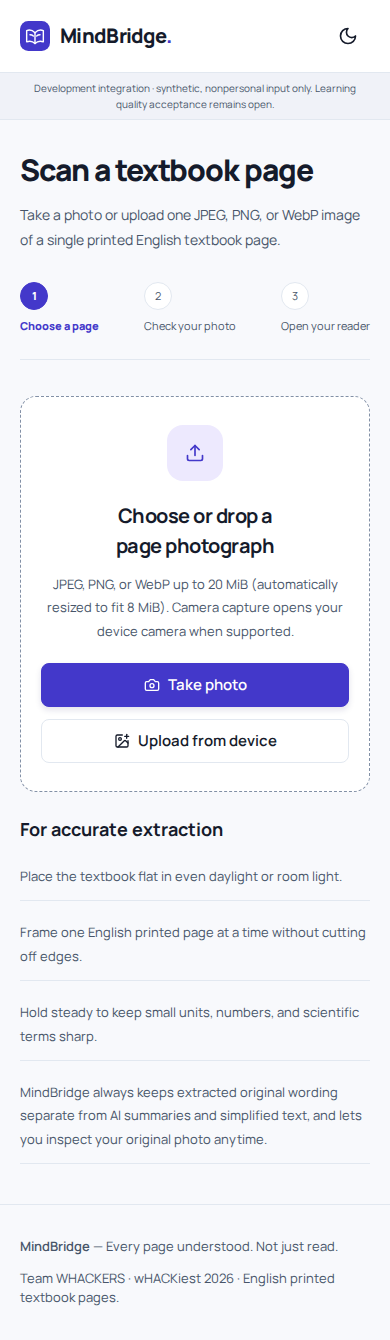 MindBridge.
Development integration · synthetic, nonpersonal input only. Learning
quality acceptance remains open.
Scan a textbook page
Take a photo or upload one JPEG, PNG, or WebP image
of a single printed English textbook page.
1
2
3
Choose a page
Check your photo
Open your reader
Choose or drop a
page photograph
JPEG, PNG, or WebP up to 20 MiB (automatically
resized to fit 8 MiB). Camera capture opens your
device camera when supported.
Take photo
Upload from device
For accurate extraction
Place the textbook flat in even daylight or room light.
Frame one English printed page at a time without cutting
off edges.
Hold steady to keep small units, numbers, and scientific
terms sharp.
MindBridge always keeps extracted original wording
separate from AI summaries and simplified text, and lets
you inspect your original photo anytime.
MindBridge — Every page understood. Not just read.
Team WHACKERS · wHACKiest 2026 · English printed
textbook pages.